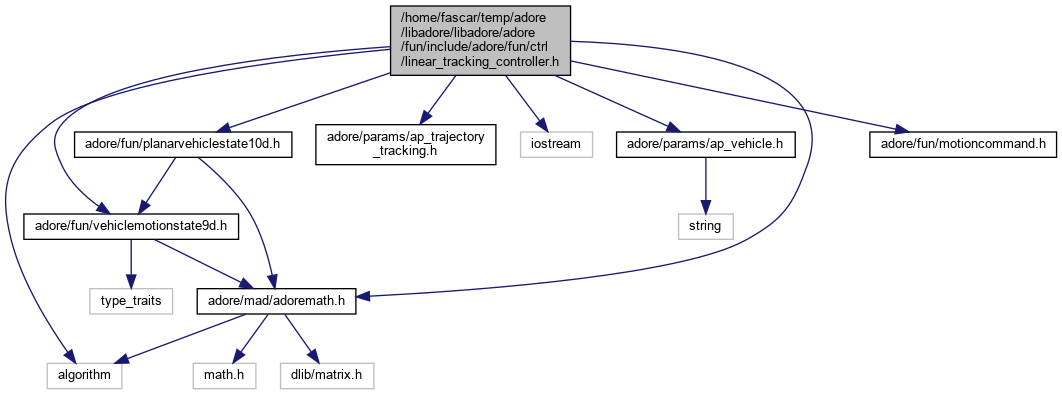 /home/fascar/temp/adore
/libadore/libadore/adore
/fun/include/adore/fun/ctrl
/linear_tracking_controller.h
adore/fun/planarvehiclestate10d.h
adore/params/ap_trajectory
_tracking.h
iostream
adore/params/ap_vehicle.h
adore/fun/motioncommand.h
adore/fun/vehiclemotionstate9d.h
string
type_traits
adore/mad/adoremath.h
algorithm
math.h
dlib/matrix.h